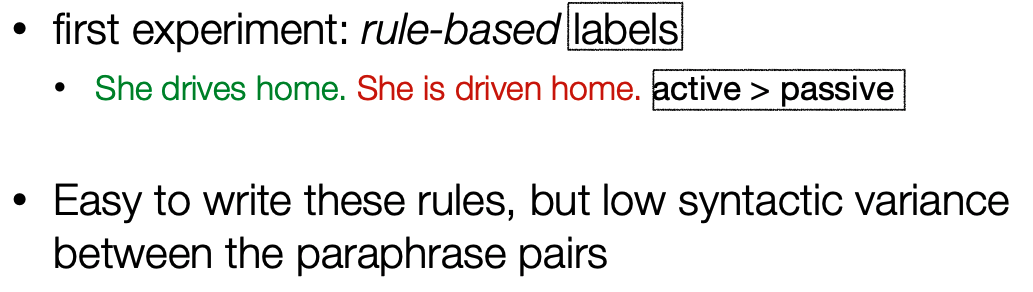 • first experiment: rule-based labels
• She drives home. She is driven home. active > passive
• Easy to write these rules, but low syntactic variance
between the paraphrase pairs